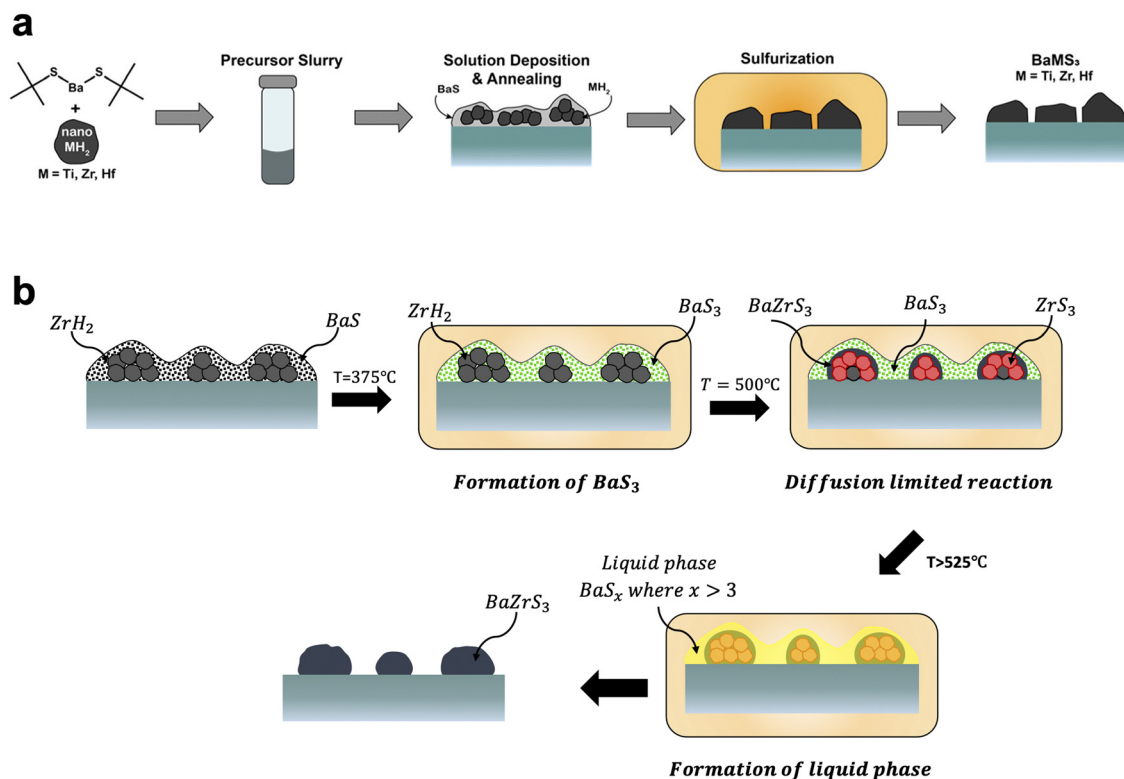 a
S S
Ba
+
nano
MH₂
M = Ti, Zr, Hf
Precursor Slurry
Solution Deposition
& Annealing
BaS
MH₂
Sulfurization
BaMS₃
M = Ti, Zr, Hf
b
ZrH₂
BaS
T=375℃
ZrH₂
BaS₃
Formation of BaS₃
T = 500℃
BaZrS₃
BaS₃
ZrS₃
Diffusion limited reaction
T>525℃
Liquid phase
BaSₓ where x > 3
Formation of liquid phase
BaZrS₃